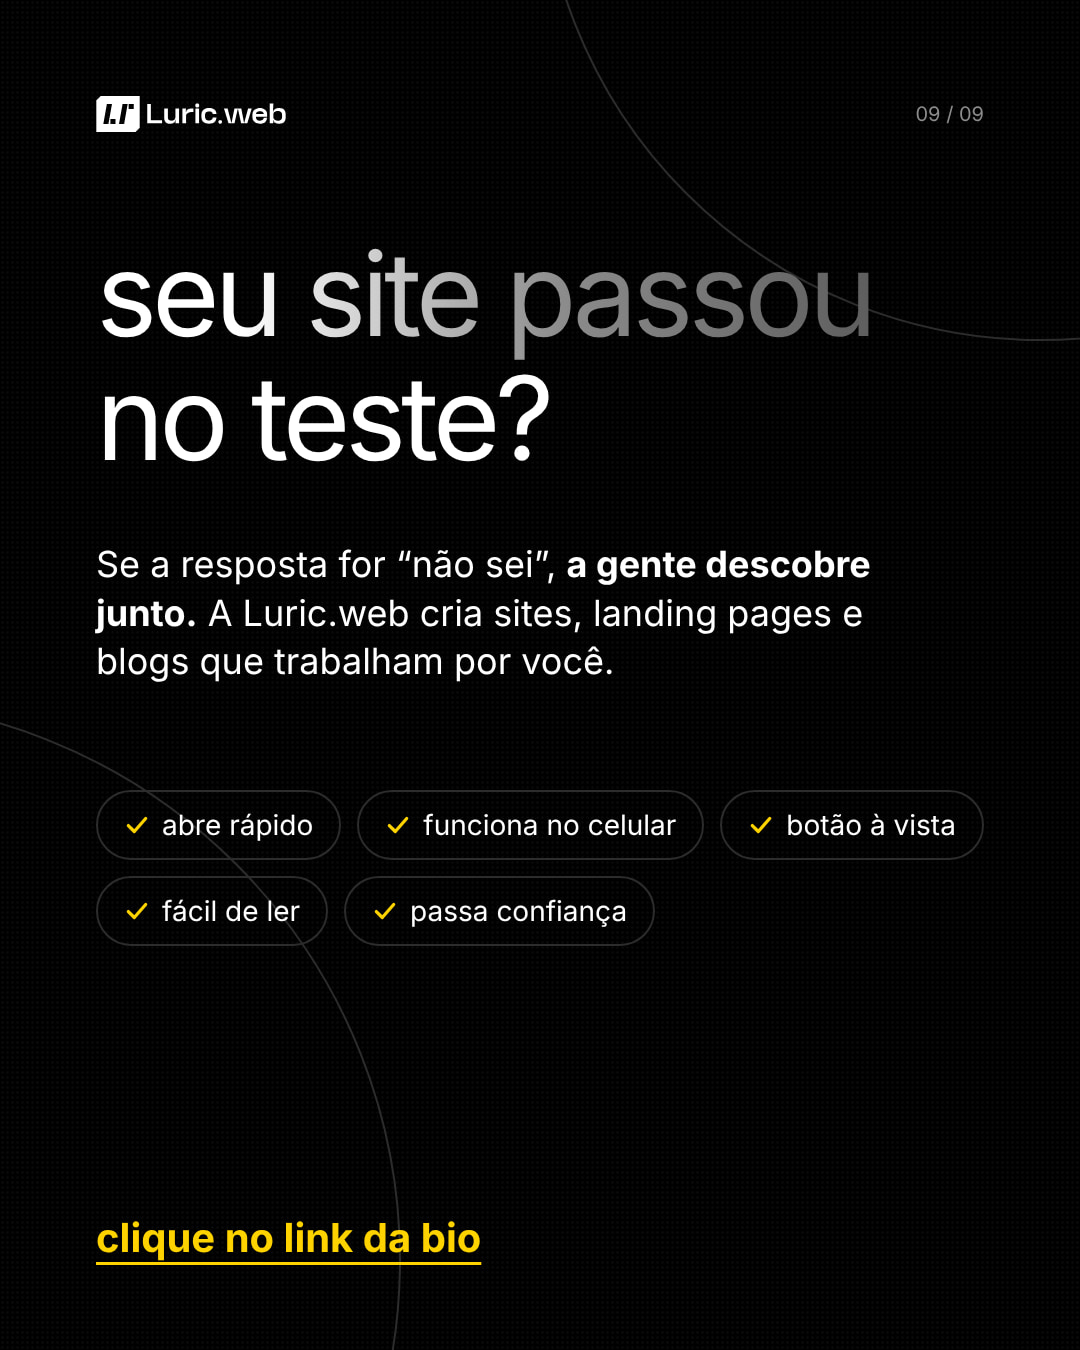 Luric.web
09 / 09
seu site passou
no teste?
Se a resposta for “não sei”, a gente descobre
junto. A Luric.web cria sites, landing pages e
blogs que trabalham por você.
abre rápido
funciona no celular
botão à vista
fácil de ler
passa confiança
clique no link da bio